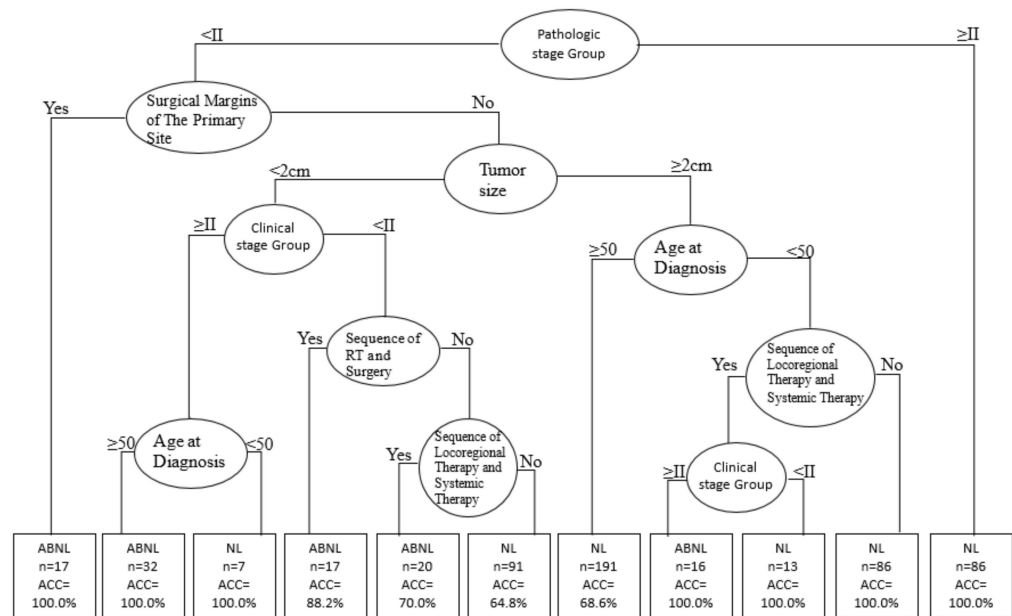 Pathologic
stage Group
<II
≥II
Surgical Margins
of The Primary
Site
Yes
No
Tumor
size
<2cm
≥2cm
Clinical
stage Group
≥II
<II
Age at
Diagnosis
≥50
<50
Sequence of
RT and
Surgery
Yes
No
Sequence of
Locoregional
Therapy and
Systemic Therapy
Yes
No
Age at
Diagnosis
≥50
<50
Sequence of
Locoregional
Therapy and
Systemic
Therapy
Yes
No
Clinical
stage Group
≥II
<II
ABNL
n=17
ACC=
100.0%
ABNL
n=32
ACC=
100.0%
NL
n=7
ACC=
100.0%
ABNL
n=17
ACC=
88.2%
ABNL
n=20
ACC=
70.0%
NL
n=91
ACC=
64.8%
NL
n=191
ACC=
68.6%
ABNL
n=16
ACC=
100.0%
NL
n=13
ACC=
100.0%
NL
n=86
ACC=
100.0%
NL
n=86
ACC=
100.0%